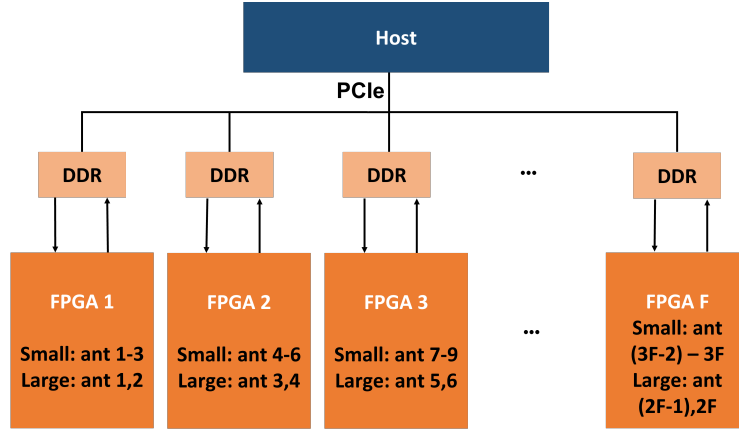 Host
PCIe
DDR
DDR
DDR
...
DDR
FPGA 1
Small: ant 1-3
Large: ant 1,2
FPGA 2
Small: ant 4-6
Large: ant 3,4
FPGA 3
Small: ant 7-9
Large: ant 5,6
...
FPGA F
Small: ant
(3F-2) – 3F
Large: ant
(2F-1),2F